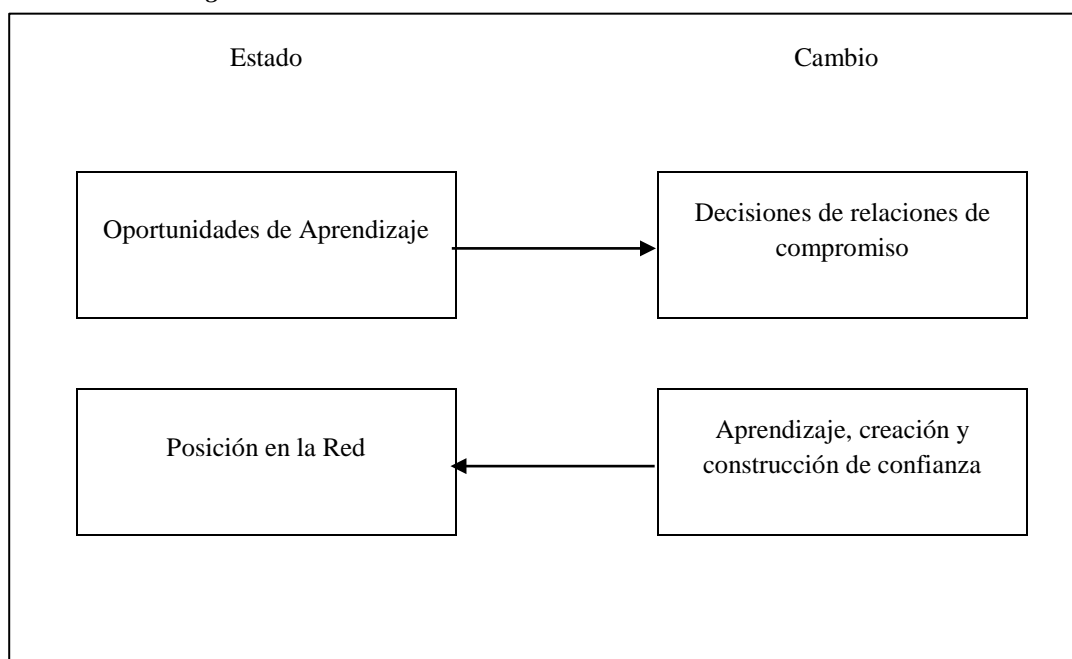 Estado
Cambio
Oportunidades de Aprendizaje
Decisiones de relaciones de
compromiso
Posición en la Red
Aprendizaje, creación y
construcción de confianza